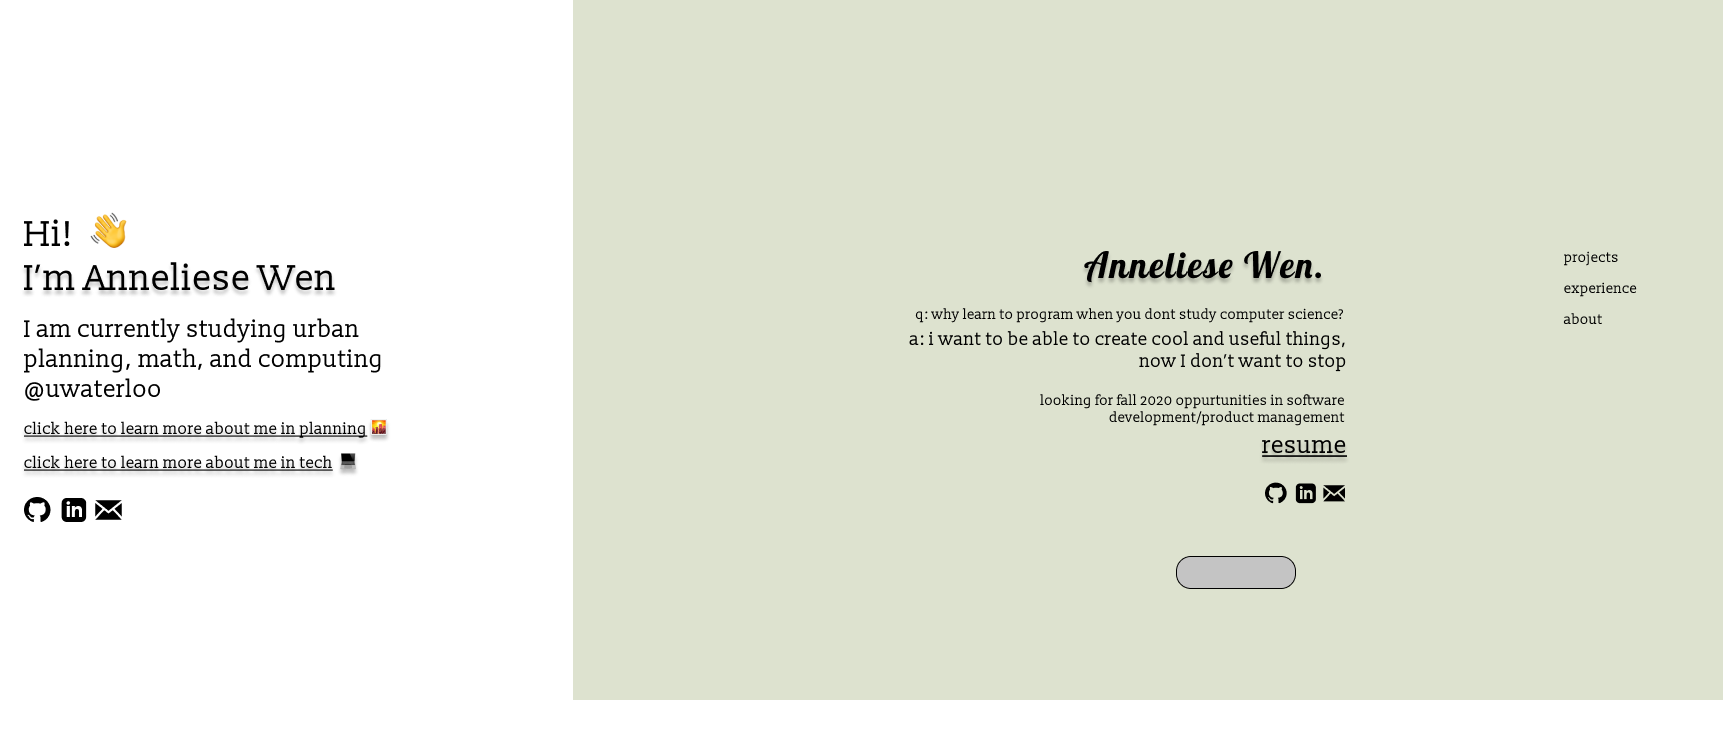 Hi! 👋
I’m Anneliese Wen
I am currently studying urban
planning, math, and computing
@uwaterloo
click here to learn more about me in planning 🌇
click here to learn more about me in tech 💻
in
Anneliese Wen.
q: why learn to program when you dont study computer science?
a: i want to be able to create cool and useful things,
now I don’t want to stop
looking for fall 2020 oppurtunities in software
development/product management
resume
in
projects
experience
about